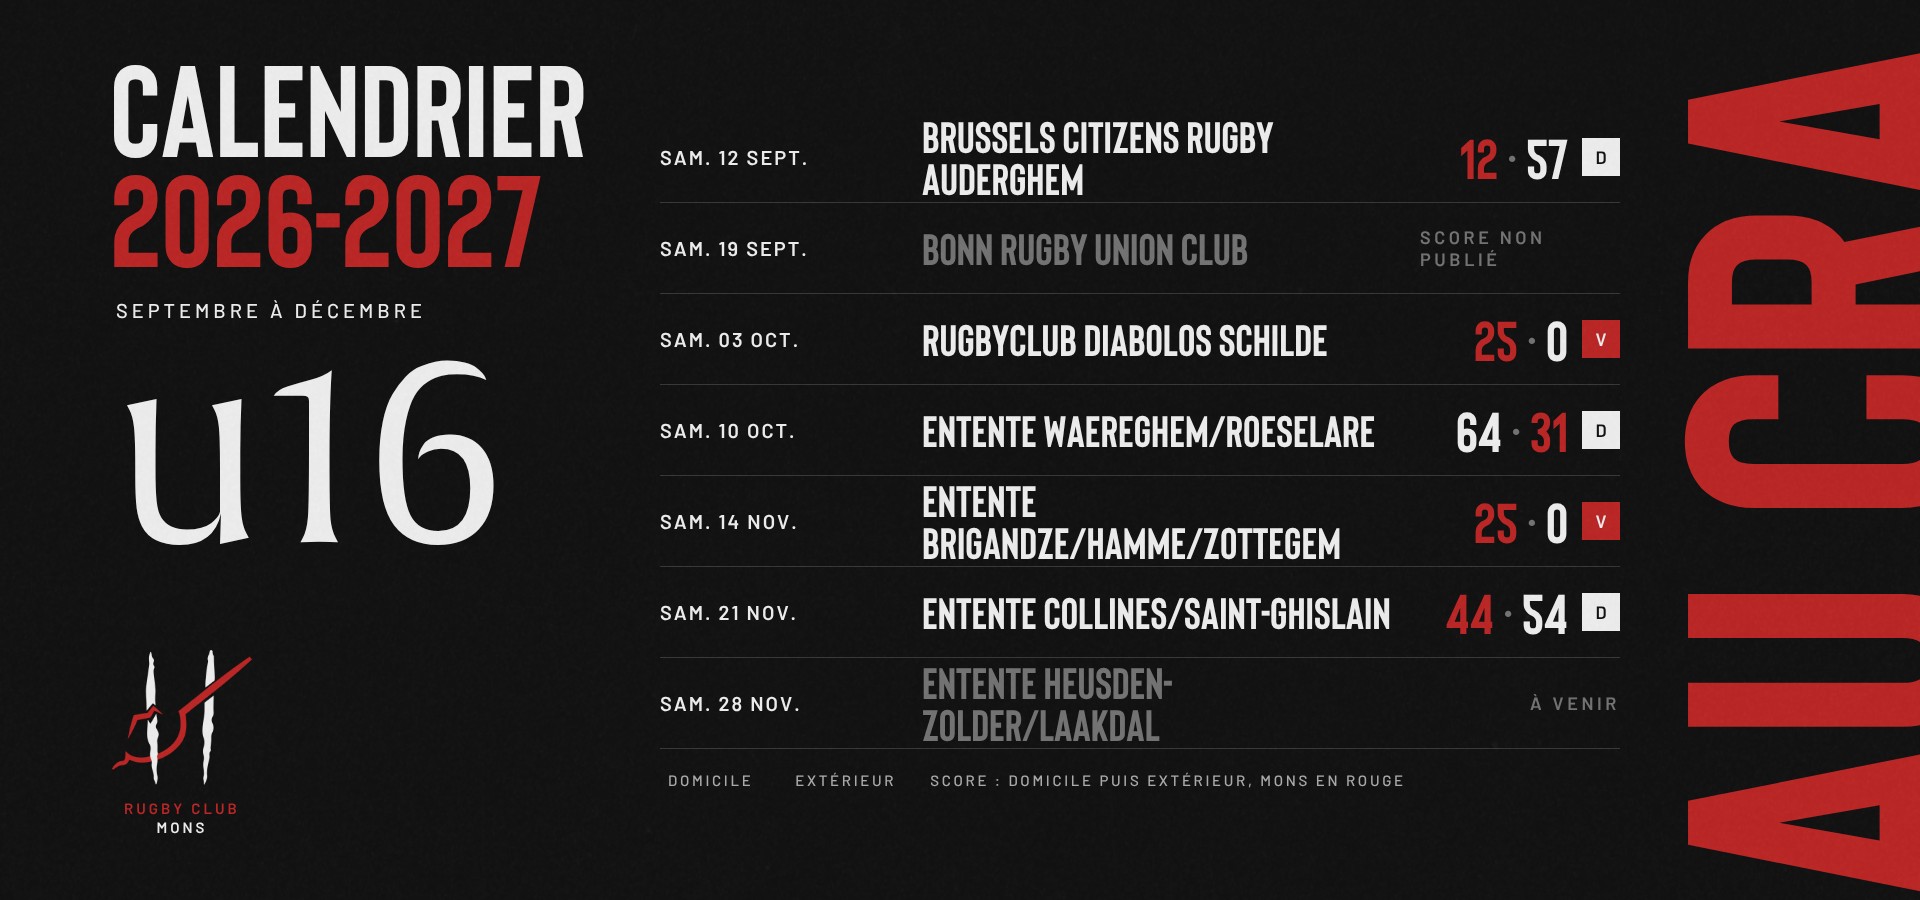 CALENDRIER
2026-2027
SEPTEMBRE À DÉCEMBRE
u16
RUGBY CLUB
MONS
SAM. 12 SEPT.
BRUSSELS CITIZENS RUGBY
AUDERGHEM
12 · 57 D
SAM. 19 SEPT.
BONN RUGBY UNION CLUB
SCORE NON
PUBLIÉ
SAM. 03 OCT.
RUGBYCLUB DIABOLOS SCHILDE
25 · 0 V
SAM. 10 OCT.
ENTENTE WAEREGHEM/ROESELARE
64 · 31 D
SAM. 14 NOV.
ENTENTE
BRIGANDZE/HAMME/ZOTTEGEM
25 · 0 V
SAM. 21 NOV.
ENTENTE COLLINES/SAINT-GHISLAIN
44 · 54 D
SAM. 28 NOV.
ENTENTE HEUSDEN-
ZOLDER/LAAKDAL
À VENIR
DOMICILE EXTÉRIEUR SCORE : DOMICILE PUIS EXTÉRIEUR, MONS EN ROUGE
AU CRA